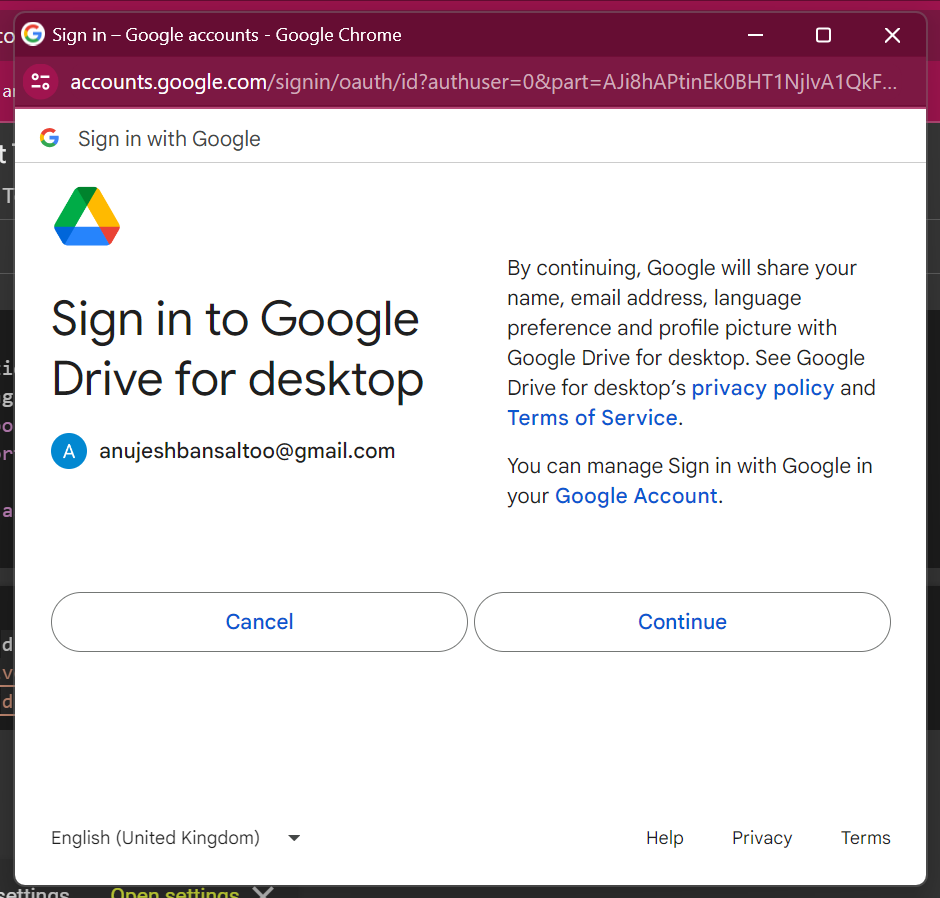 Sign in – Google accounts - Google Chrome
accounts.google.com/signin/oauth/id?authuser=0&part=AJi8hAPtinEk0BHT1NjIvA1QkF...
Sign in with Google
Sign in to Google
Drive for desktop
A anujeshbansaltoo@gmail.com
By continuing, Google will share your
name, email address, language
preference and profile picture with
Google Drive for desktop. See Google
Drive for desktop’s privacy policy and
Terms of Service.
You can manage Sign in with Google in
your Google Account.
Cancel Continue
English (United Kingdom) Help Privacy Terms
settings Open settings